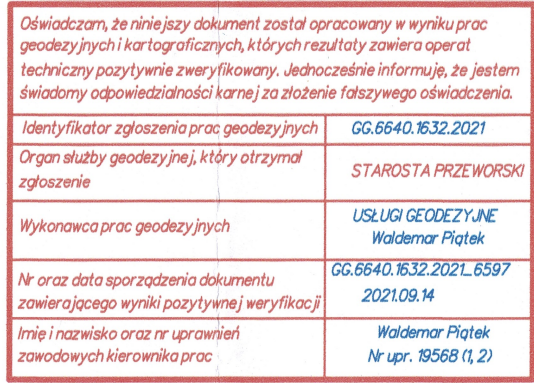 Oświadczam, że niniejszy dokument został opracowany w wyniku prac
geodezyjnych i kartograficznych, których rezultaty zawiera operat
techniczny pozytywnie zweryfikowany. Jednocześnie informuję, że jestem
świadomy odpowiedzialności karnej za złożenie fałszywego oświadczenia.
Identyfikator zgłoszenia prac geodezyjnych GG.6640.1632.2021
Organ służby geodezyjnej, który otrzymał
zgłoszenie
STAROSTA PRZEWORSKI
Wykonawca prac geodezyjnych
USŁUGI GEODEZYJNE
Waldemar Piątek
Nr oraz data sporządzenia dokumentu
zawierającego wyniki pozytywnej weryfikacji
GG.6640.1632.2021_6597
2021.09.14
Imię i nazwisko oraz nr uprawnień
zawodowych kierownika prac
Waldemar Piątek
Nr upr. 19568 (1, 2)